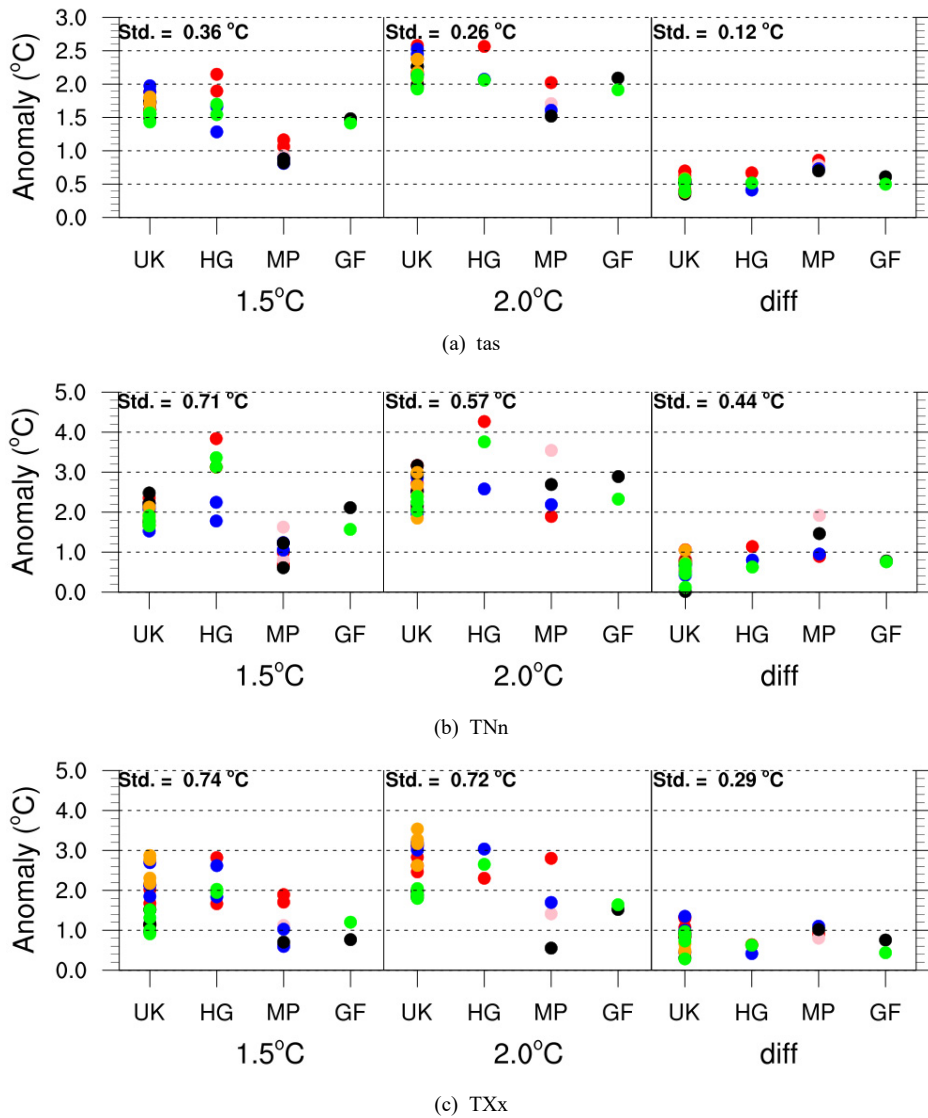 3.0
2.5
2.0
1.5
1.0
0.5
0.0
Anomaly (°C)
Std. = 0.36 °C
Std. = 0.26 °C
Std. = 0.12 °C
UK HG MP GF UK HG MP GF UK HG MP GF
1.5°C 2.0°C diff
(a) tas
5.0
4.0
3.0
2.0
1.0
0.0
Anomaly (°C)
Std. = 0.71 °C
Std. = 0.57 °C
Std. = 0.44 °C
UK HG MP GF UK HG MP GF UK HG MP GF
1.5°C 2.0°C diff
(b) TNn
5.0
4.0
3.0
2.0
1.0
0.0
Anomaly (°C)
Std. = 0.74 °C
Std. = 0.72 °C
Std. = 0.29 °C
UK HG MP GF UK HG MP GF UK HG MP GF
1.5°C 2.0°C diff
(c) TXx